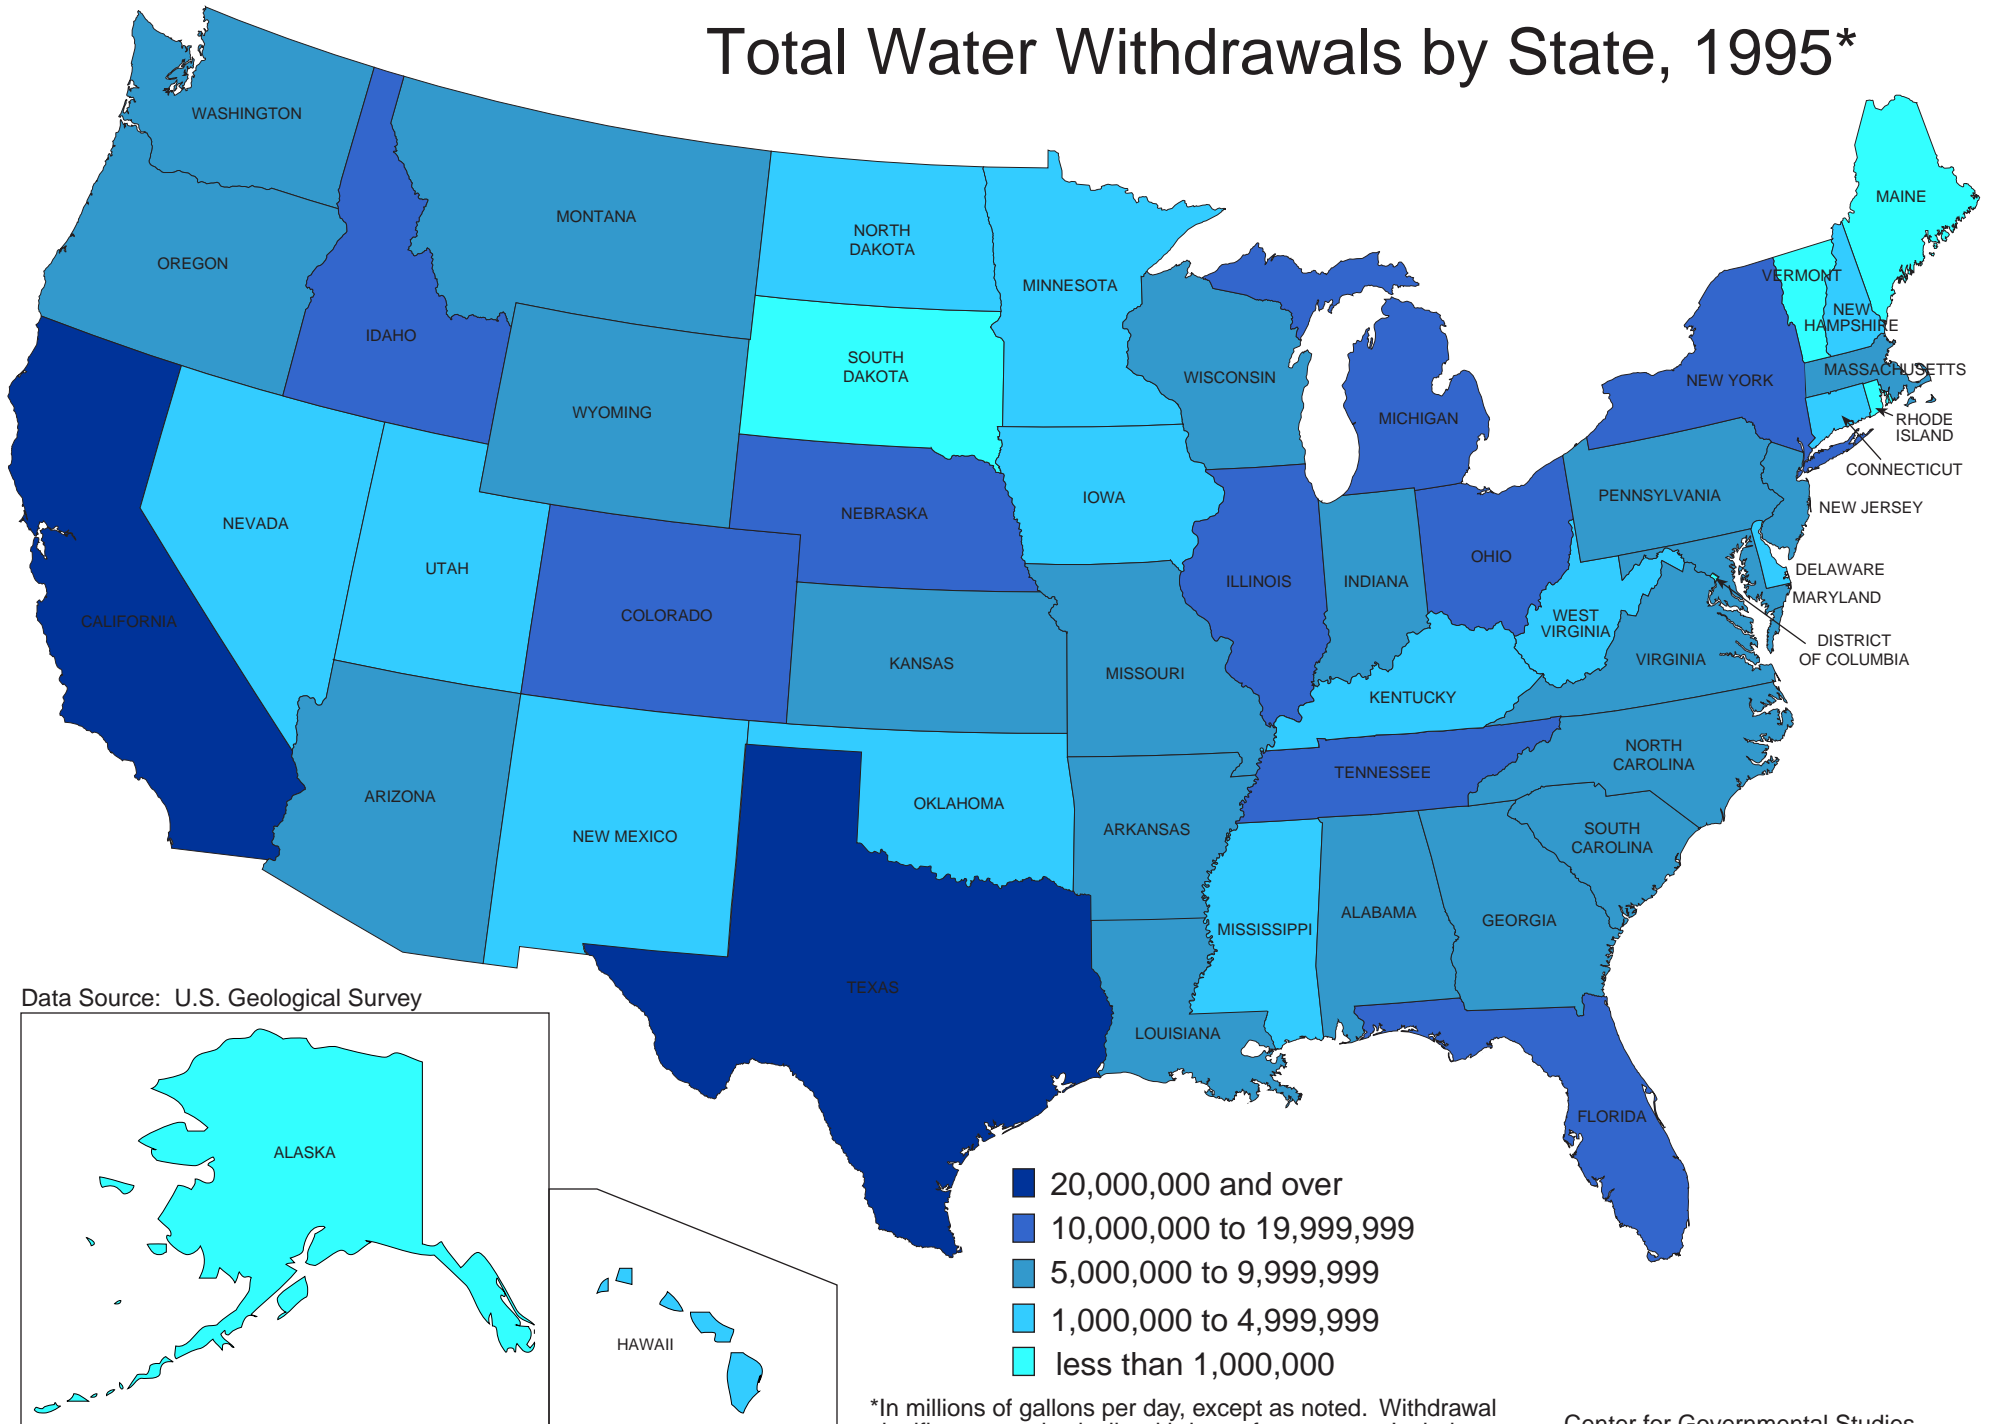 Total Water Withdrawals by State, 1995*
WASHINGTON
OREGON
IDAHO
MONTANA
WYOMING
NORTH
DAKOTA
SOUTH
DAKOTA
MINNESOTA
WISCONSIN
MICHIGAN
NEW YORK
VERMONT
NEW
HAMPSHIRE
MAINE
MASSACHUSETTS
RHODE
ISLAND
CONNECTICUT
NEW JERSEY
PENNSYLVANIA
DELAWARE
MARYLAND
DISTRICT
OF COLUMBIA
CALIFORNIA
NEVADA
UTAH
COLORADO
NEBRASKA
IOWA
ILLINOIS
INDIANA
OHIO
WEST
VIRGINIA
VIRGINIA
KANSAS
MISSOURI
KENTUCKY
TENNESSEE
NORTH
CAROLINA
SOUTH
CAROLINA
ARIZONA
NEW MEXICO
OKLAHOMA
ARKANSAS
MISSISSIPPI
ALABAMA
GEORGIA
TEXAS
LOUISIANA
FLORIDA
Data Source: U.S. Geological Survey
ALASKA
HAWAII
20,000,000 and over
10,000,000 to 19,999,999
5,000,000 to 9,999,999
1,000,000 to 4,999,999
less than 1,000,000
*In millions of gallons per day, except as noted. Withdrawal
Center for Governmental Studies